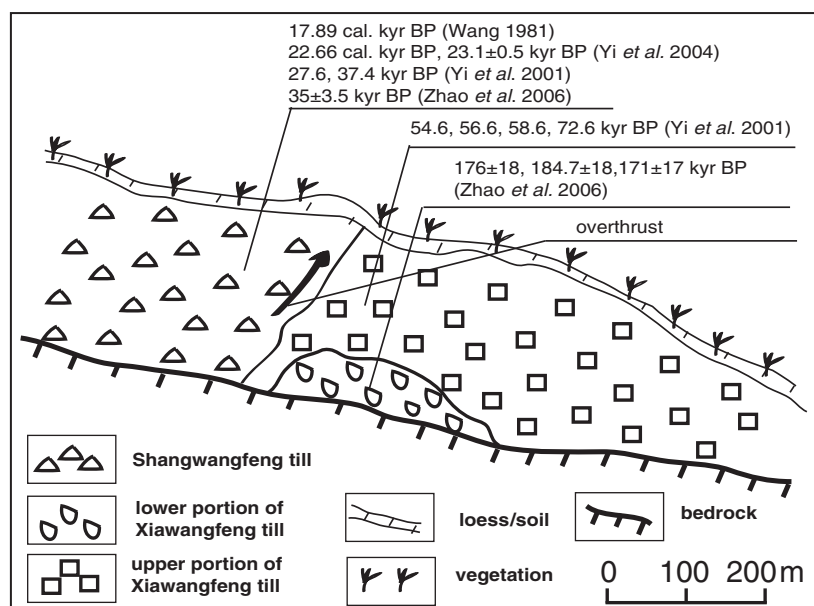 17.89 cal. kyr BP (Wang 1981)
22.66 cal. kyr BP, 23.1±0.5 kyr BP (Yi et al. 2004)
27.6, 37.4 kyr BP (Yi et al. 2001)
35±3.5 kyr BP (Zhao et al. 2006)
54.6, 56.6, 58.6, 72.6 kyr BP (Yi et al. 2001)
176±18, 184.7±18,171±17 kyr BP
(Zhao et al. 2006)
overthrust
Shangwangfeng till
lower portion of
Xiawangfeng till
upper portion of
Xiawangfeng till
loess/soil
vegetation
bedrock
0 100 200 m